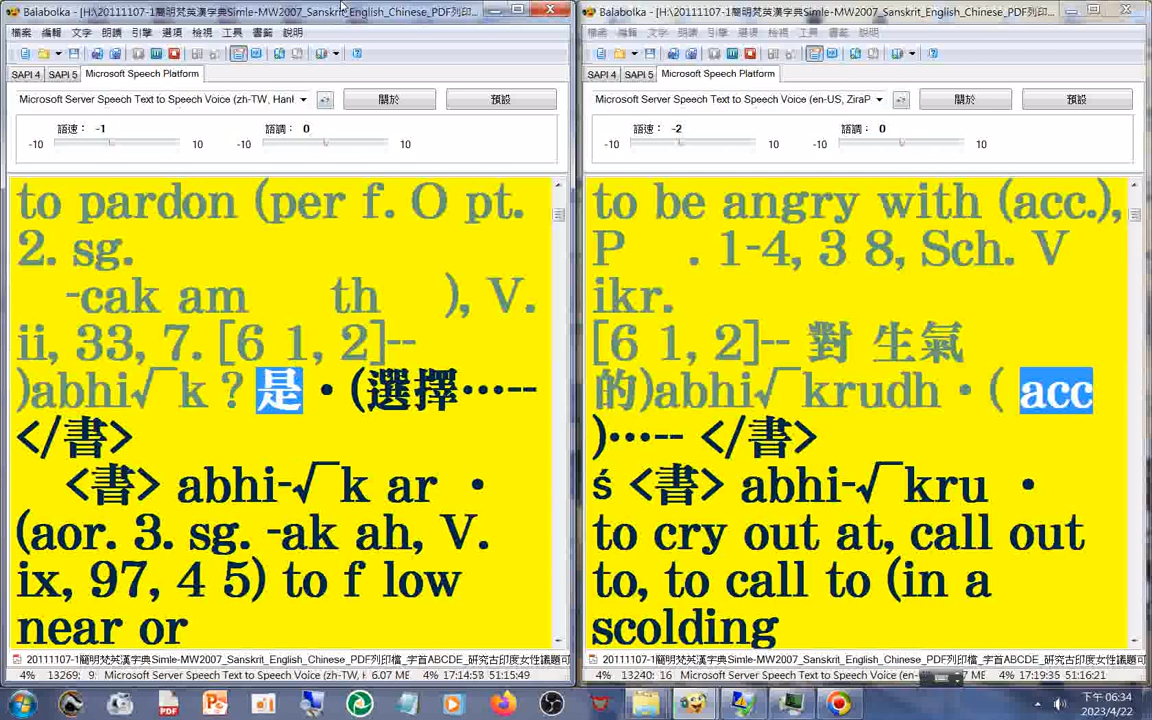 Balabolka - [H:\20111107-1簡明梵英漢字典Simle-MW2007_Sanskrit_English_Chinese_PDF列印...
檔案 編輯 文字 朗讀 引擎 選項 檢視 工具 書籤 說明
SAPI 4 SAPI 5 Microsoft Speech Platform
Microsoft Server Speech Text to Speech Voice (zh-TW, Hanl
關於 預設
語速： -1 語調： 0
-10 10 -10 10
to pardon (per f. O pt.
2. sg.
-cak am th ), V.
ii, 33, 7. [6 1, 2]--
)abhi√ k ? 是 • (選擇…--
</書>
<書> abhi-√ k ar •
(aor. 3. sg. -ak ah, V.
ix, 97, 4 5) to f low
near or
20111107-1簡明梵英漢字典Simle-MW2007_Sanskrit_English_Chinese_PDF列印檔_字首ABCDE_研究古印度女性議題可
4% 13269; 9: Microsoft Server Speech Text to Speech Voice (zh-TW, H 6.07 ME 4% 17:14:53 51:15:49
Balabolka - [H:\20111107-1簡明梵英漢字典Simle-MW2007_Sanskrit_English_Chinese_PDF列印...
檔案 編輯 文字 朗讀 引擎 選項 檢視 工具 書籤 說明
SAPI 4 SAPI 5 Microsoft Speech Platform
Microsoft Server Speech Text to Speech Voice (en-US, ZiraP
關於 預設
語速： -2 語調： 0
-10 10 -10 10
to be angry with (acc.),
P . 1-4, 3 8, Sch. V
ikr.
[6 1, 2]-- 對 生氣
的)abhi√ krudh • ( acc
)…-- </書>
ś <書> abhi-√ kru •
to cry out at, call out
to, to call to (in a
scolding
20111107-1簡明梵英漢字典Simle-MW2007_Sanskrit_English_Chinese_PDF列印檔_字首ABCDE_研究古印度女性議題可
4% 13240: 16 Microsoft Server Speech Text to Speech Voice 4% 17:19:35 51:16:21
下午 06:34
2023/4/22